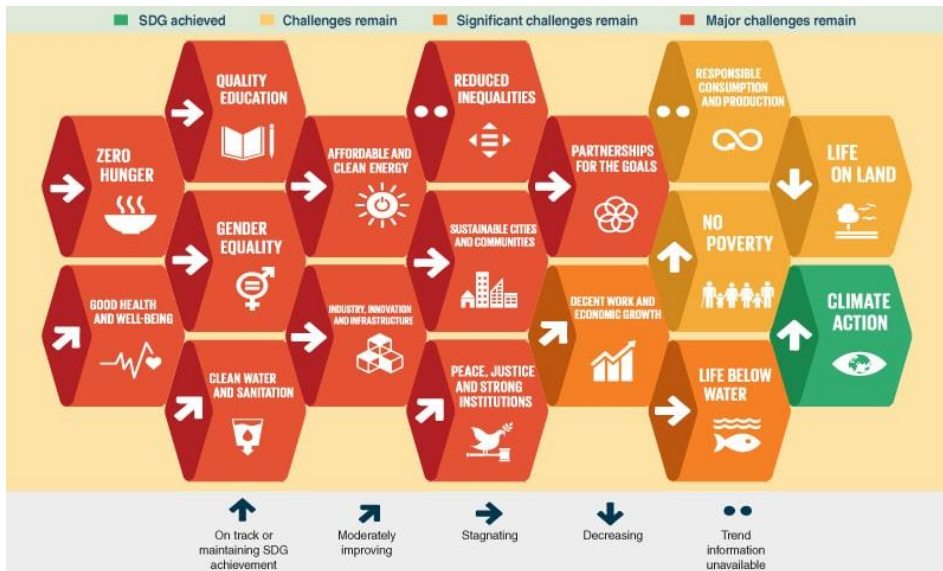 SDG achieved
Challenges remain
Significant challenges remain
Major challenges remain
QUALITY
EDUCATION
REDUCED
INEQUALITIES
RESPONSIBLE
CONSUMPTION
AND PRODUCTION
ZERO
HUNGER
AFFORDABLE AND
CLEAN ENERGY
PARTNERSHIPS
FOR THE GOALS
LIFE
ON LAND
GENDER
EQUALITY
SUSTAINABLE CITIES
AND COMMUNITIES
NO
POVERTY
GOOD HEALTH
AND WELL-BEING
INDUSTRY, INNOVATION
AND INFRASTRUCTURE
DECENT WORK AND
ECONOMIC GROWTH
CLIMATE
ACTION
CLEAN WATER
AND SANITATION
PEACE, JUSTICE
AND STRONG
INSTITUTIONS
LIFE BELOW
WATER
On track or
maintaining SDG
achievement
Moderately
improving
Stagnating
Decreasing
Trend
information
unavailable